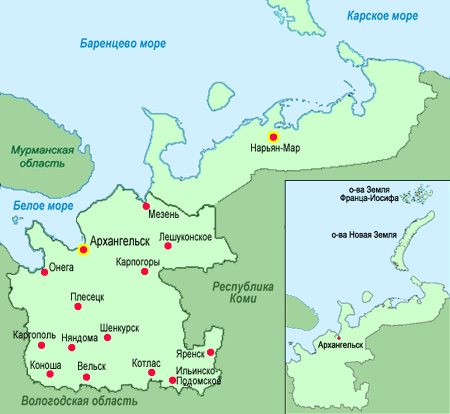 Карское море
Баренцево море
Мурманская
область
Нарьян-Мар
о-ва Земля
Франца-Иосифа
Белое море
Мезень
о-ва Новая Земля
Архангельск
Лешуконское
Онега
Карпогоры
Республика
Коми
Плесецк
Шенкурск
Каргополь
Няндома
Архангельск
Яренск
Коноша
Вельск
Котлас
Ильинско-
Подомское
Вологодская область